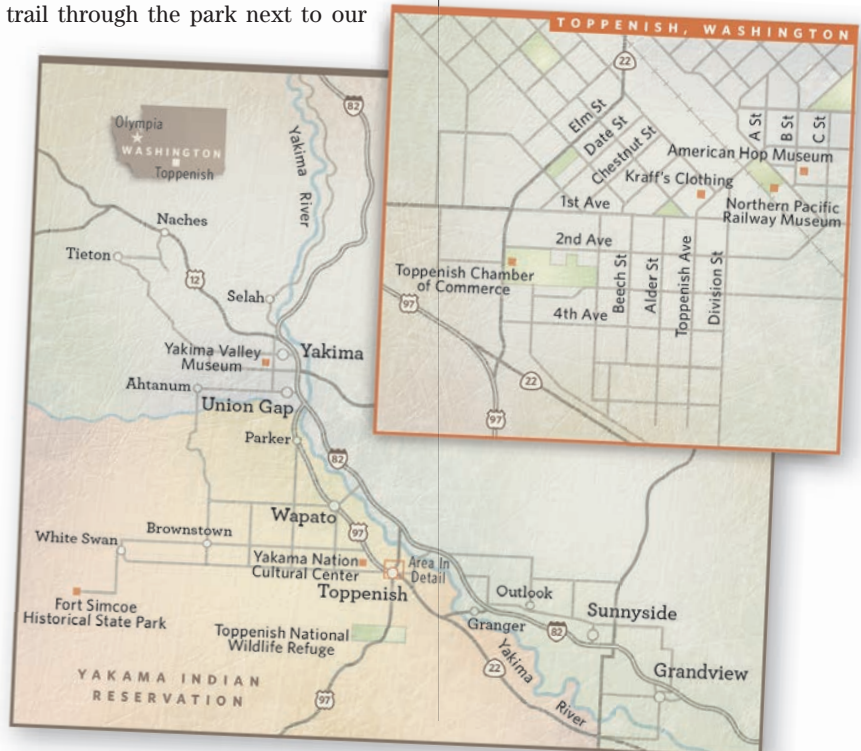 trail through the park next to our
TOPPENISH, WASHINGTON
22
Elm St
Date St
Chestnut St
A St
B St
C St
American Hop Museum
Kraff's Clothing
Northern Pacific
Railway Museum
1st Ave
2nd Ave
Toppenish Chamber
of Commerce
Beech St
Alder St
Toppenish Ave
Division St
4th Ave
97
22
97
82
Olympia
WASHINGTON
Toppenish
Yakima River
Naches
Tieton
12
Selah
Yakima Valley
Museum
Yakima
Ahtanum
Union Gap
Parker
82
Wapato
97
White Swan
Brownstown
Yakama Nation
Cultural Center
Area In
Detail
Toppenish
Fort Simcoe
Historical State Park
Outlook
Sunnyside
Granger
82
Toppenish National
Wildlife Refuge
Grandview
YAKAMA INDIAN
RESERVATION
22
Yakima
River
97